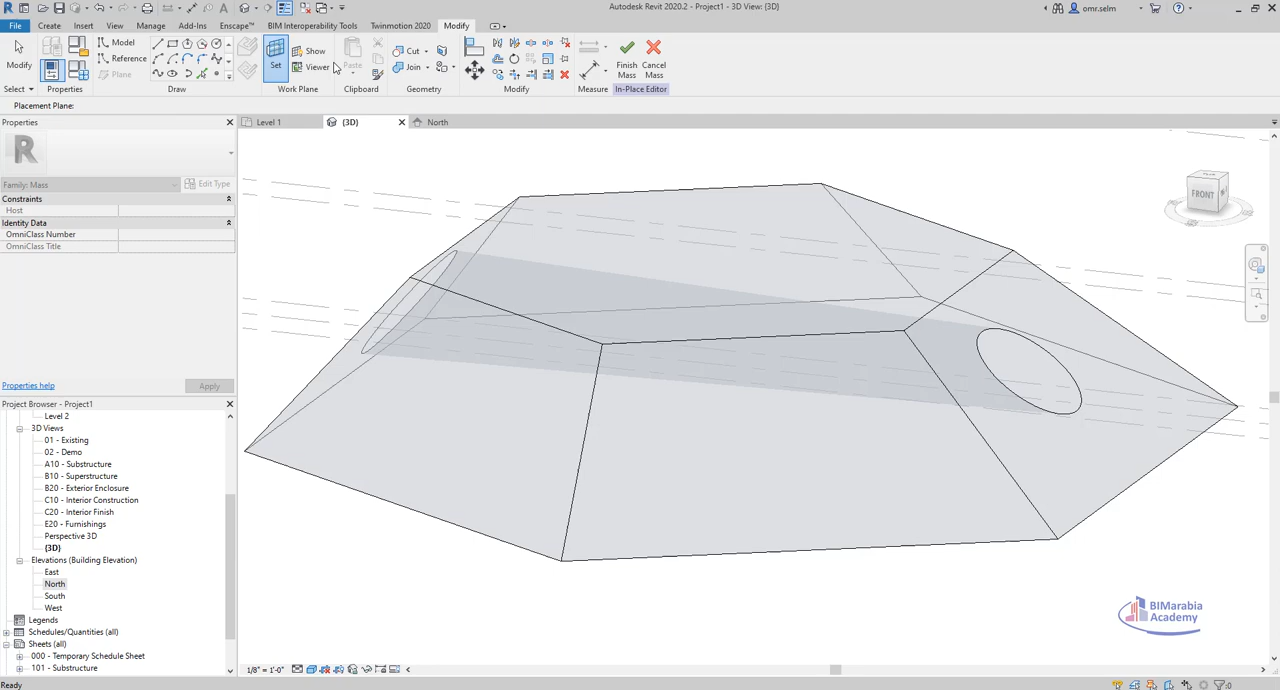 Autodesk Revit 2020.2 - Project1 - 3D View: {3D}
omr.selm
File Create Insert View Manage Add-Ins Enscape™ BIM Interoperability Tools Twinmotion 2020 Modify
Modify
Model
Reference
Plane
Set
Show
Viewer
Paste
Cut
Join
Finish Mass
Cancel Mass
Select Properties Draw Work Plane Clipboard Geometry Modify Measure In-Place Editor
Placement Plane:
Properties
Level 1 {3D} North
R
Family: Mass Edit Type
Constraints
Host
Identity Data
OmniClass Number
OmniClass Title
FRONT
Properties help Apply
Project Browser - Project1
Level 2
3D Views
01 - Existing
02 - Demo
A10 - Substructure
B10 - Superstructure
B20 - Exterior Enclosure
C10 - Interior Construction
C20 - Interior Finish
E20 - Furnishings
Perspective 3D
{3D}
Elevations (Building Elevation)
East
North
South
West
Legends
Schedules/Quantities (all)
Sheets (all)
000 - Temporary Schedule Sheet
101 - Substructure
BIMarabia
Academy
1/8" = 1'-0"
Ready
:0